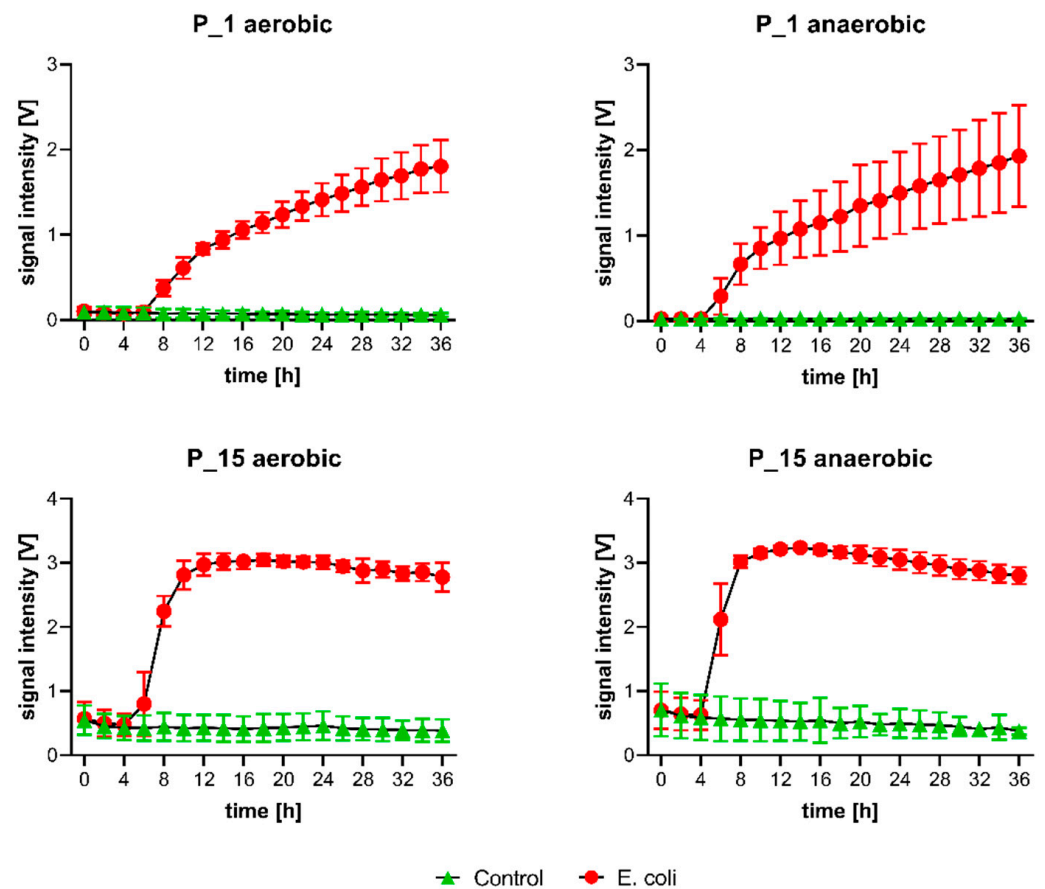 P_1 aerobic
signal intensity [V]
3
2
1
0
0 4 8 12 16 20 24 28 32 36
time [h]
P_1 anaerobic
signal intensity [V]
3
2
1
0
0 4 8 12 16 20 24 28 32 36
time [h]
P_15 aerobic
signal intensity [V]
4
3
2
1
0
0 4 8 12 16 20 24 28 32 36
time [h]
P_15 anaerobic
signal intensity [V]
4
3
2
1
0
0 4 8 12 16 20 24 28 32 36
time [h]
Control E. coli